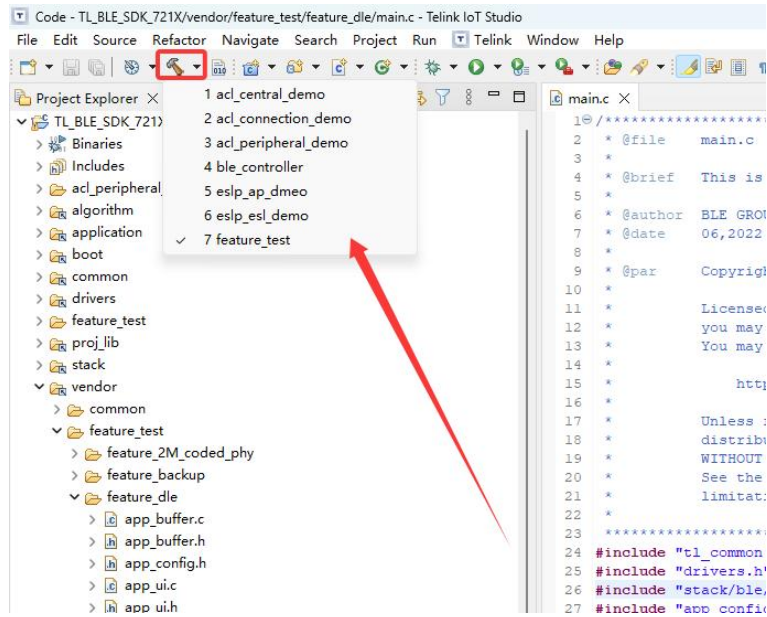 Code - TL_BLE_SDK_721X/vendor/feature_test/feature_dle/main.c - Telink IoT Studio
File Edit Source Refactor Navigate Search Project Run Telink Window Help
Project Explorer
TL_BLE_SDK_721X
Binaries
Includes
acl_peripheral
algorithm
application
boot
common
drivers
feature_test
proj_lib
stack
vendor
common
feature_test
feature_2M_coded_phy
feature_backup
feature_dle
app_buffer.c
app_buffer.h
app_config.h
app_ui.c
app_ui.h
1 acl_central_demo
2 acl_connection_demo
3 acl_peripheral_demo
4 ble_controller
5 eslp_ap_dmeo
6 eslp_esl_demo
7 feature_test
main.c
1 /**********************
2 * @file main.c
3 *
4 * @brief This is
5 *
6 * @author BLE GROU
7 * @date 06,2022
8 *
9 * @par Copyrigh
10 *
11 * Licensed
12 * you may
13 * You may
14 *
15 * http
16 *
17 * Unless
18 * distribu
19 * WITHOUT
20 * See the
21 * limitati
22 *
23 **********************
24 #include "tl_common
25 #include "drivers.h"
26 #include "stack/ble/
27 #include "app_config